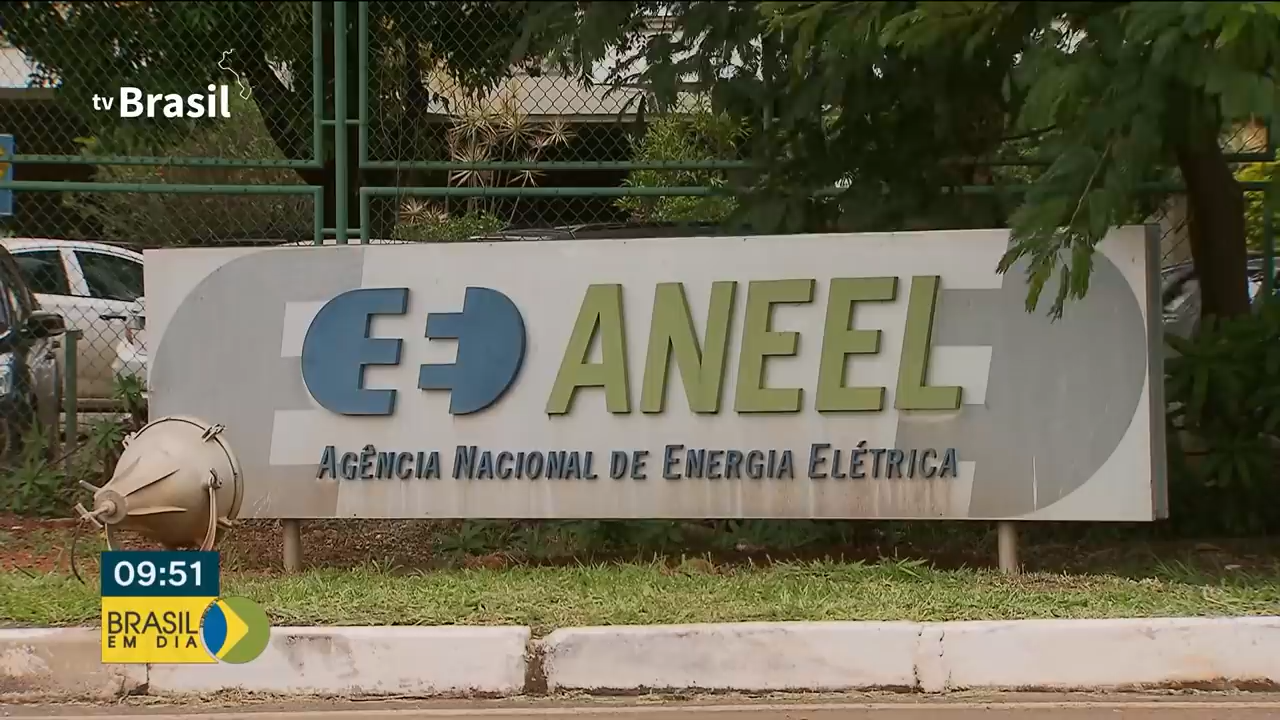 tv Brasil
ANEEL
AGÊNCIA NACIONAL DE ENERGIA ELÉTRICA
09:51
BRASIL
EM DIA